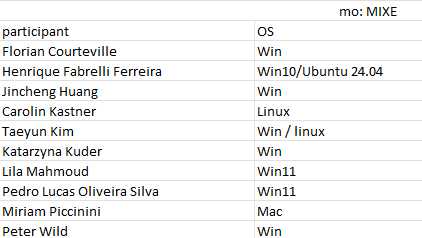 mo: MIXE
participant OS
Florian Courteville Win
Henrique Fabrelli Ferreira Win10/Ubuntu 24.04
Jincheng Huang Win
Carolin Kastner Linux
Taeyun Kim Win / linux
Katarzyna Kuder Win
Lila Mahmoud Win11
Pedro Lucas Oliveira Silva Win11
Miriam Piccinini Mac
Peter Wild Win